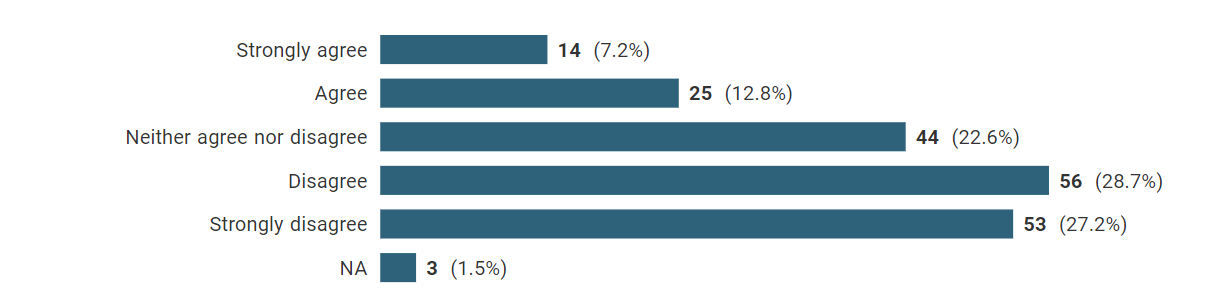 Strongly agree 14 (7.2%)
Agree 25 (12.8%)
Neither agree nor disagree 44 (22.6%)
Disagree 56 (28.7%)
Strongly disagree 53 (27.2%)
NA 3 (1.5%)